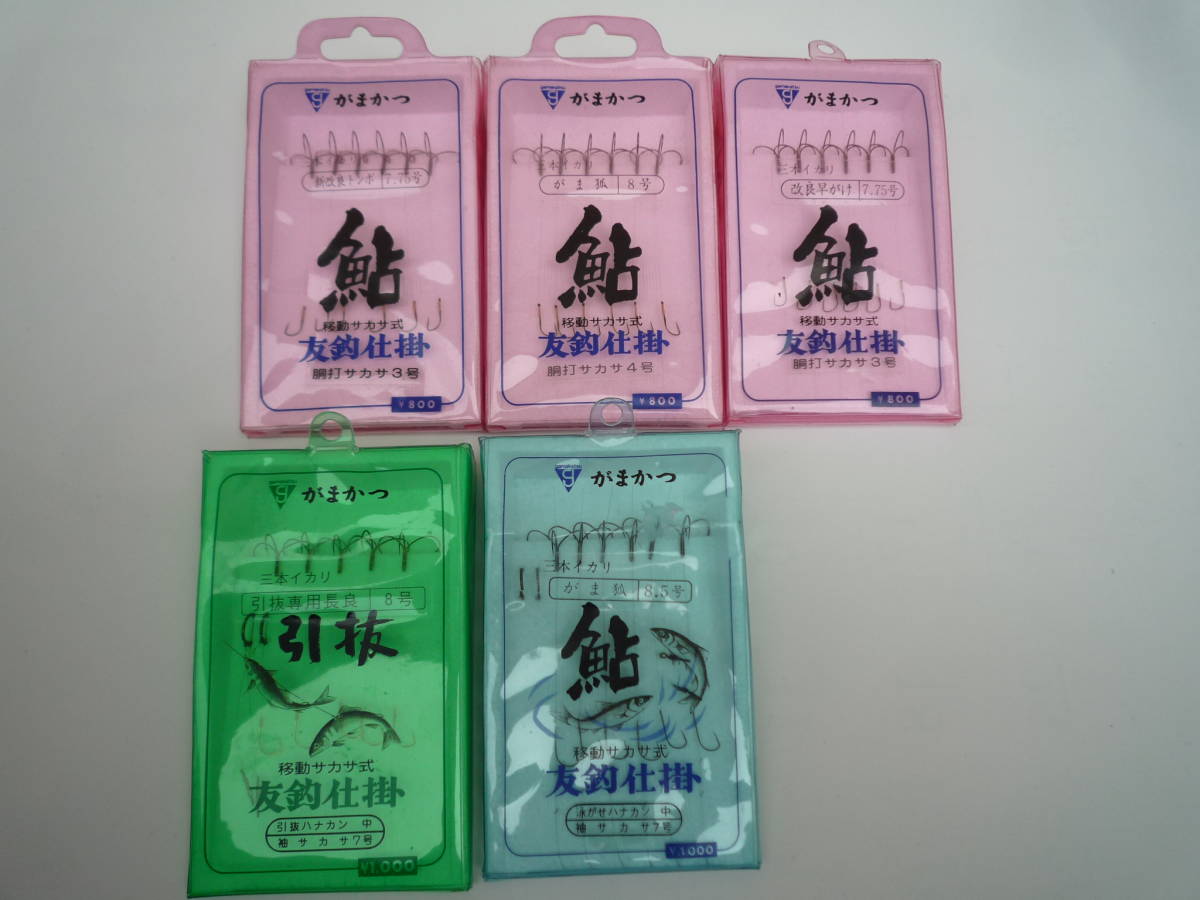 がまかつ
三本イカリ
新改良トンボ 7.75号
鮎
移動サカサ式
友釣仕掛
胴打サカサ3号
¥800
がまかつ
三本イカリ
がま狐 8号
鮎
移動サカサ式
友釣仕掛
胴打サカサ4号
¥800
がまかつ
三本イカリ
改良早がけ 7.75号
鮎
移動サカサ式
友釣仕掛
胴打サカサ3号
¥800
がまかつ
三本イカリ
引抜専用長良 8号
引抜
移動サカサ式
友釣仕掛
引抜ハナカン 中
袖サカサ7号
¥1,000
がまかつ
三本イカリ
がま狐 8.5号
鮎
移動サカサ式
友釣仕掛
泳がせハナカン 中
袖サカサ7号
¥1,000